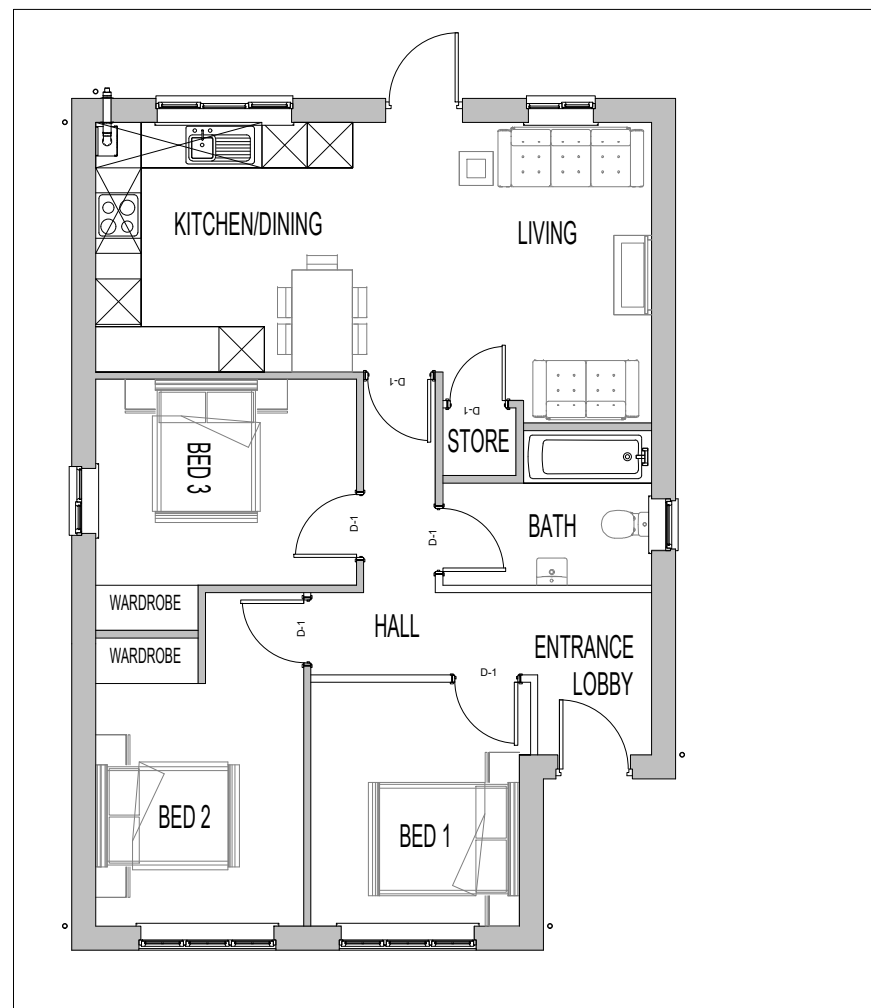 KITCHEN/DINING
LIVING
D-1
D-1
STORE
BED 3
D-1
D-1
BATH
WARDROBE
D-1
HALL
WARDROBE
ENTRANCE
LOBBY
D-1
BED 2
BED 1